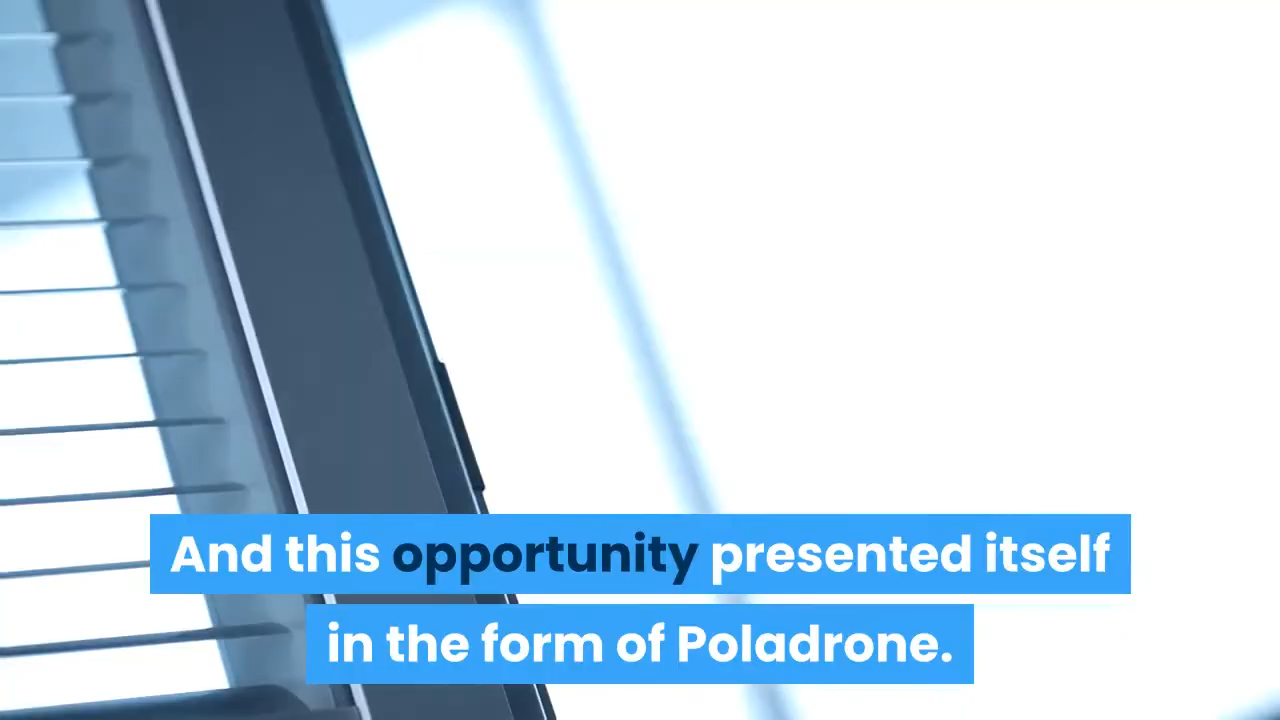 And this opportunity presented itself
in the form of Poladrone.